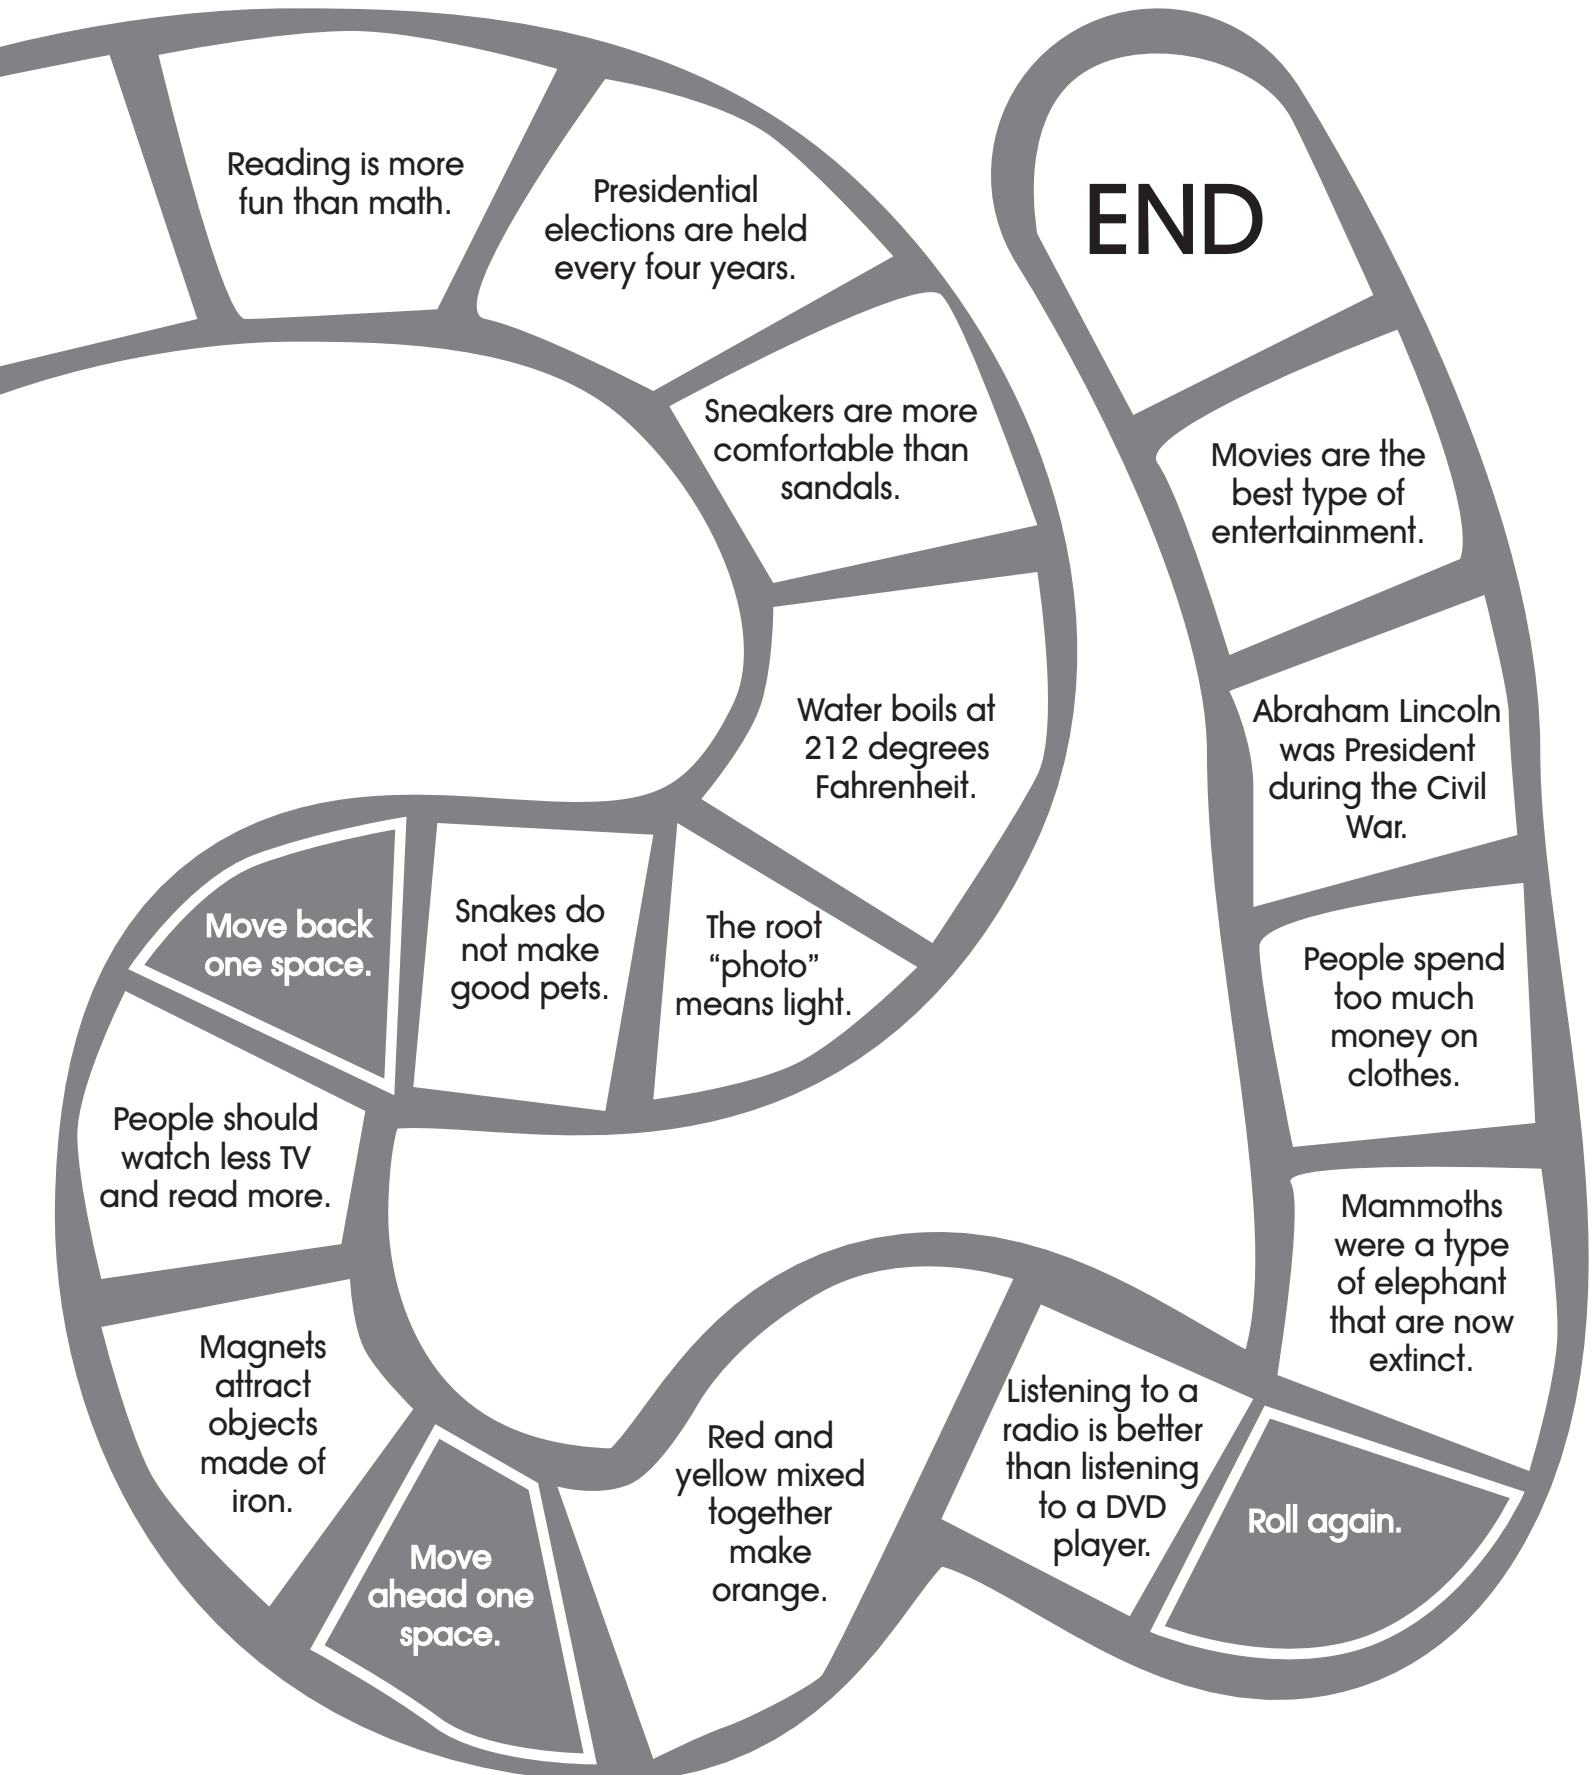 Reading is more
fun than math.
Presidential
elections are held
every four years.
Sneakers are more
comfortable than
sandals.
Water boils at
212 degrees
Fahrenheit.
The root
“photo”
means light.
Snakes do
not make
good pets.
Move back
one space.
People should
watch less TV
and read more.
Magnets
attract
objects
made of
iron.
Move
ahead one
space.
Red and
yellow mixed
together
make
orange.
Listening to a
radio is better
than listening
to a DVD
player.
Roll again.
Mammoths
were a type
of elephant
that are now
extinct.
People spend
too much
money on
clothes.
Abraham Lincoln
was President
during the Civil
War.
Movies are the
best type of
entertainment.
END